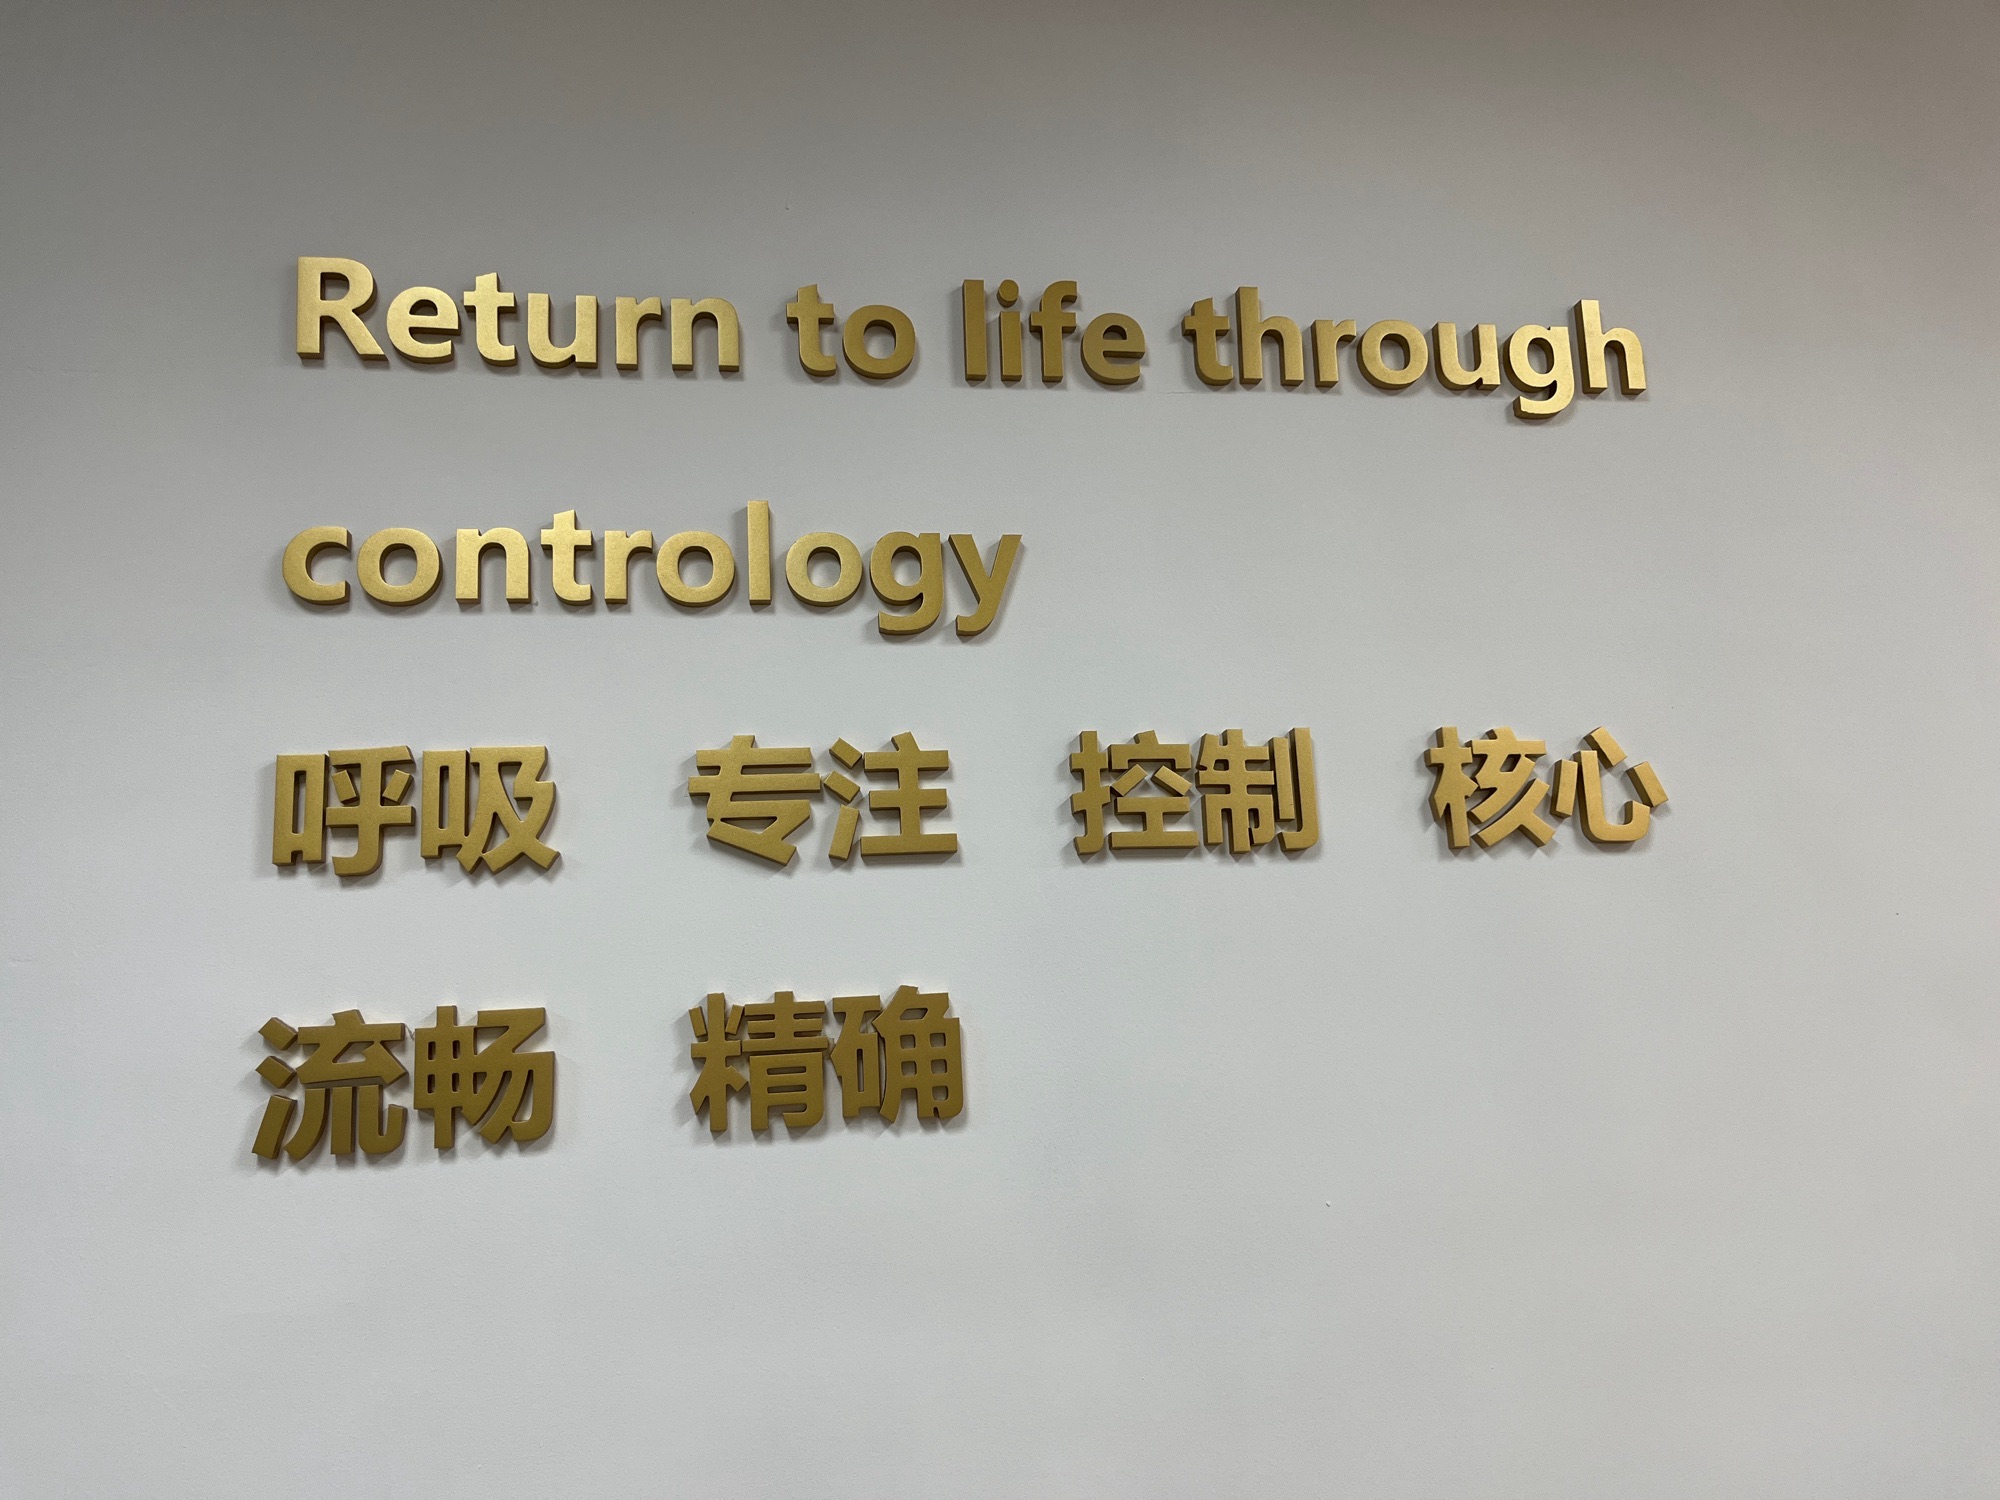 Return to life through
contrology
呼吸 专注 控制 核心
流畅 精确